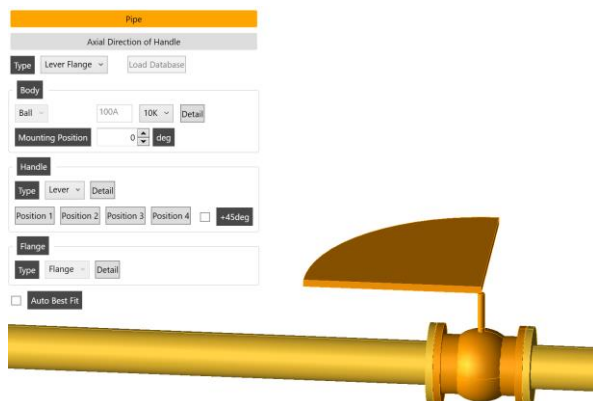 Pipe
Axial Direction of Handle
Type Lever Flange Load Database
Body
Ball 100A 10K Detail
Mounting Position 0 deg
Handle
Type Lever Detail
Position 1 Position 2 Position 3 Position 4 +45deg
Flange
Type Flange Detail
Auto Best Fit